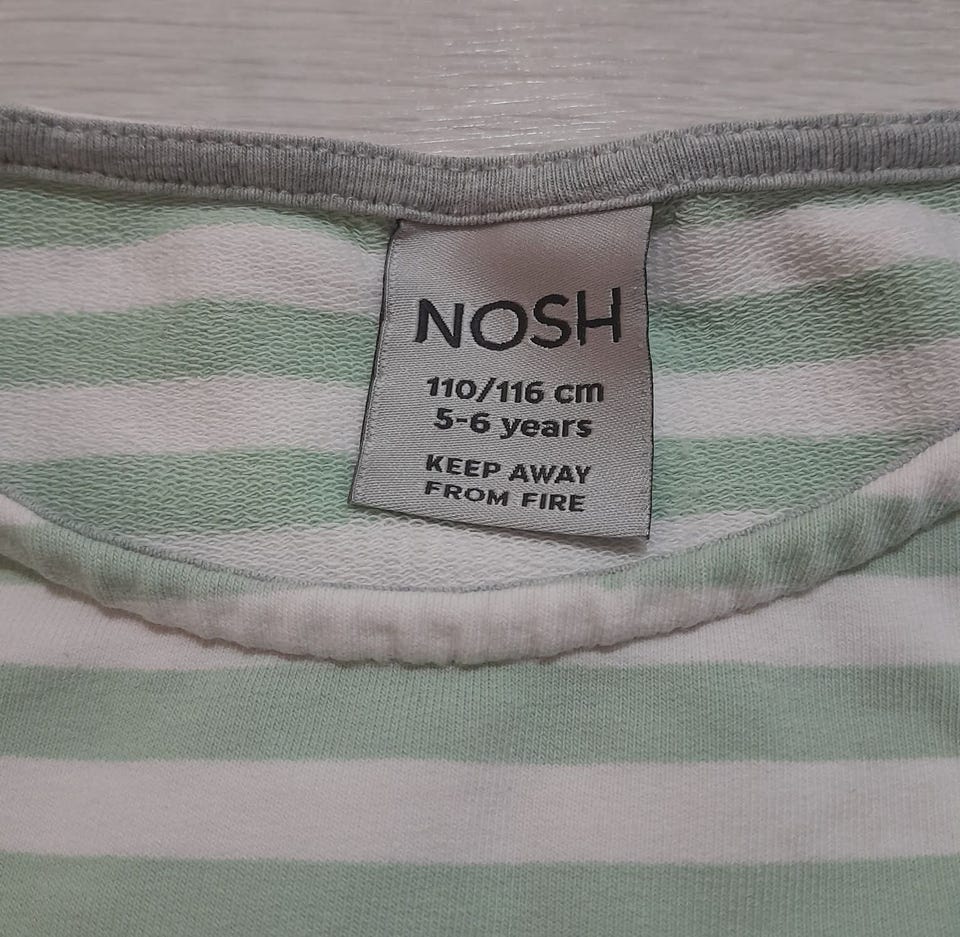 NOSH
110/116 cm
5-6 years
KEEP AWAY
FROM FIRE